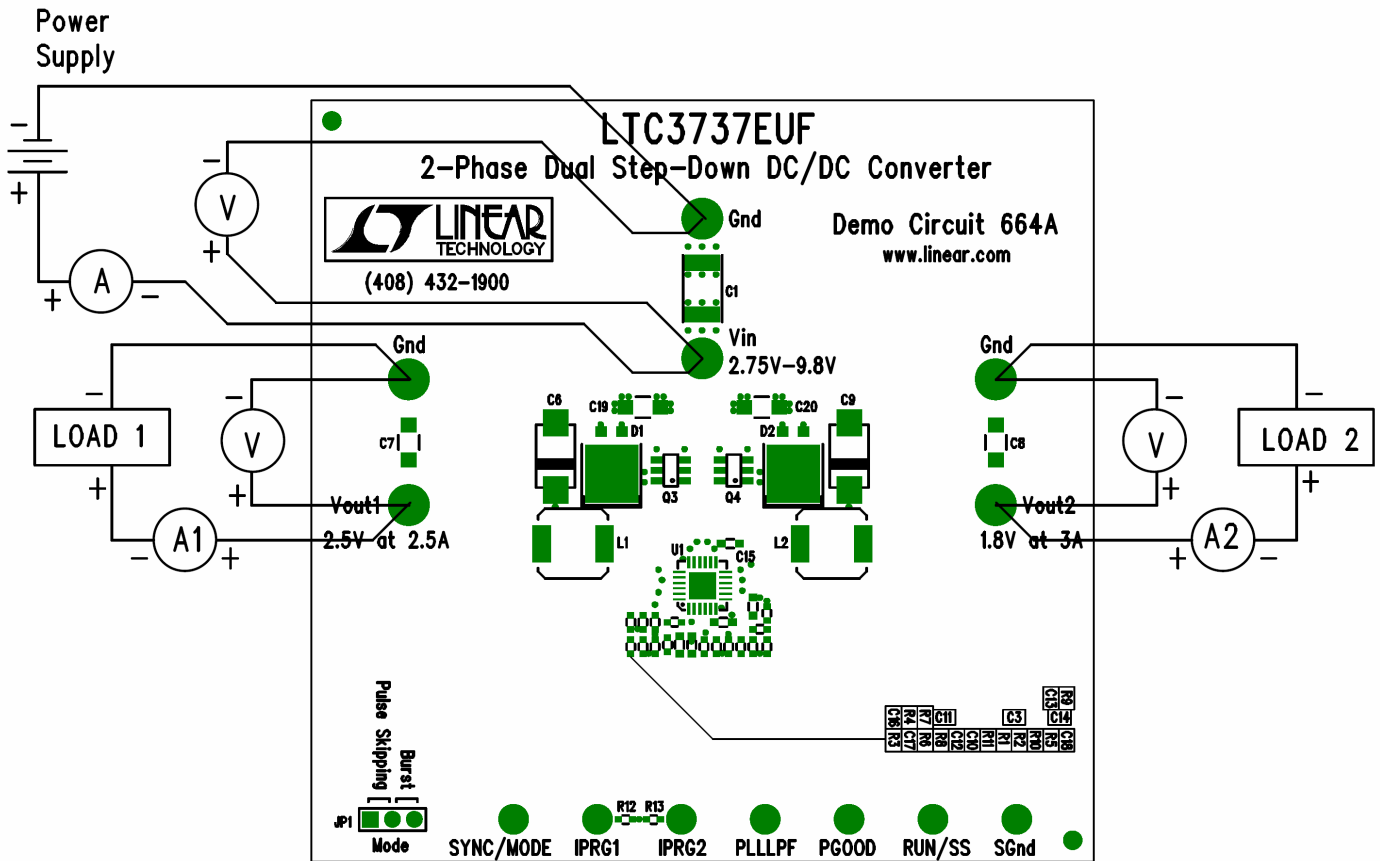 Power
Supply
LTC3737EUF
2-Phase Dual Step-Down DC/DC Converter
LINEAR
TECHNOLOGY
(408) 432-1900
Demo Circuit 664A
www.linear.com
- + V - + A + -
Gnd
C1
Vin
2.75V-9.8V
Gnd
Gnd
- LOAD 1 + - V + - A1 +
C7
Vout1
2.5V at 2.5A
C6
C19
D1
Q3
L1
C20
C9
D2
Q4
L2
U1
C15
C8
Vout2
1.8V at 3A
- V + - LOAD 2 + + A2 -
C13 R9
C16 R4 R7 C11 C3 C14
R3 C17 R6 R8 C12 C10 R11 R1 R2 R10 R5 C18
Pulse Skipping
Burst
JP1
Mode
R12
R13
SYNC/MODE
IPRG1
IPRG2
PLLLPF
PGOOD
RUN/SS
SGnd